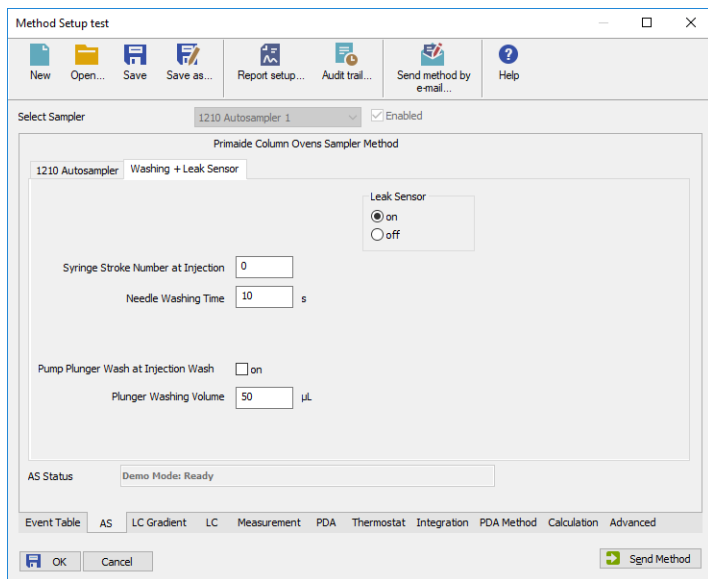 Method Setup test
New Open... Save Save as... Report setup... Audit trail... Send method by e-mail... Help
Select Sampler 1210 Autosampler 1 Enabled
Primaide Column Ovens Sampler Method
1210 Autosampler Washing + Leak Sensor
Leak Sensor
on
off
Syringe Stroke Number at Injection 0
Needle Washing Time 10 s
Pump Plunger Wash at Injection Wash on
Plunger Washing Volume 50 µL
AS Status Demo Mode: Ready
Event Table AS LC Gradient LC Measurement PDA Thermostat Integration PDA Method Calculation Advanced
OK Cancel Send Method